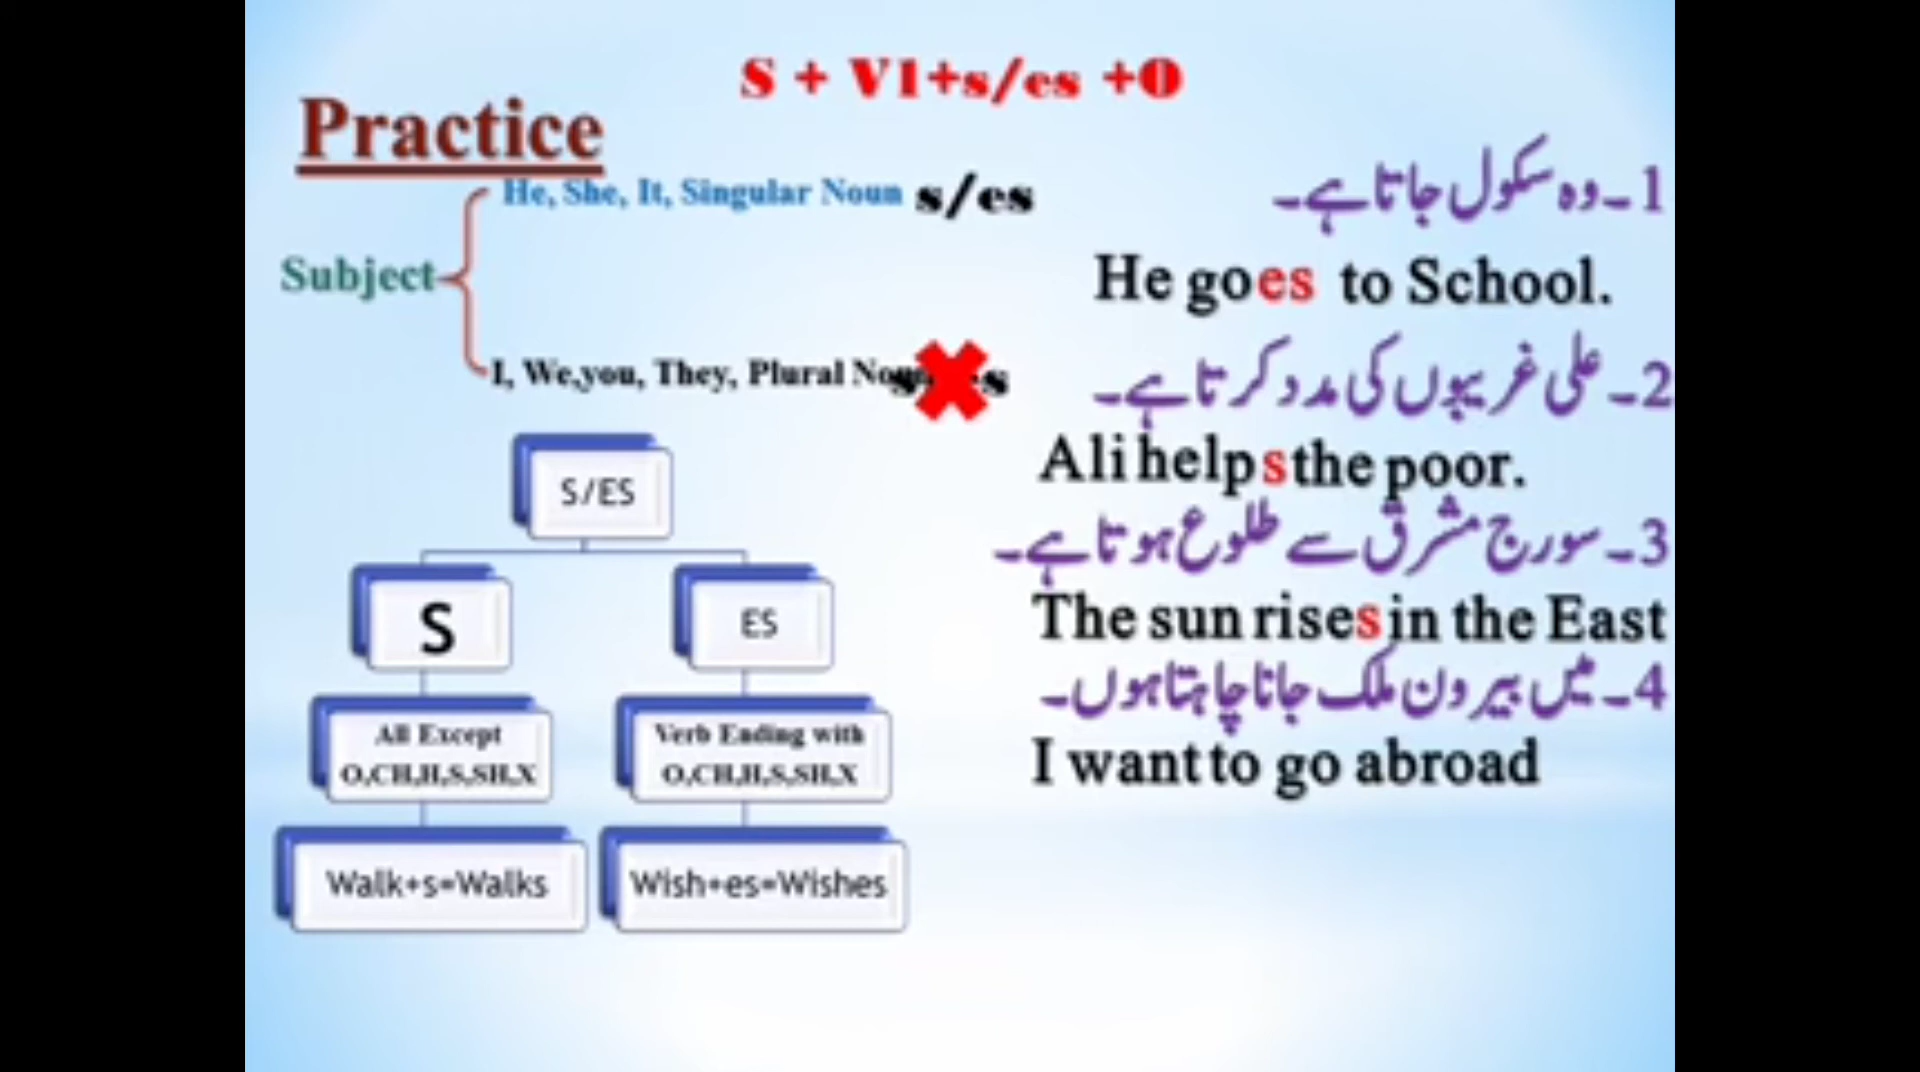 S + V1+s/es +O
Practice
He, She, It, Singular Noun s/es
Subject
I, We,you, They, Plural
S/ES
S
ES
All Except
O,CH,H,S,SH,X
Verb Ending with
O,CH,H,S,SH,X
Walk+s=Walks
Wish+es=Wishes
1۔وہ سکول جاتا ہے۔
He goes to School.
2۔علی غریبوں کی مدد کرتا ہے۔
Ali helps the poor.
3۔سورج مشرق سے طلوع ہوتا ہے۔
The sun rises in the East
4۔میں بیرون ملک جانا چاہتا ہوں۔
I want to go abroad